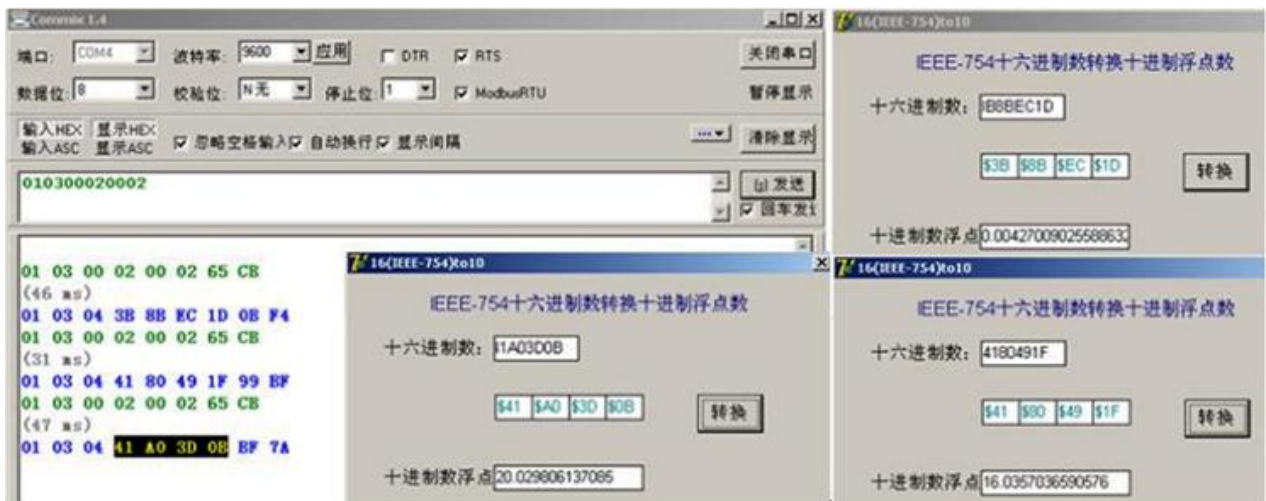 Commix 1.4
端口: COM4 波特率: 9600 应用 DTR RTS 关闭串口
数据位: 8 校验位: N无 停止位: 1 ModbusRTU 暂停显示
输入HEX 显示HEX
输入ASC 显示ASC 忽略空格输入 自动换行 显示间隔 清除显示
010300020002 发送
回车发送
01 03 00 02 00 02 65 CB
(46 ms)
01 03 04 3B 8B EC 1D 0B F4
01 03 00 02 00 02 65 CB
(31 ms)
01 03 04 41 80 49 1F 99 BF
01 03 00 02 00 02 65 CB
(47 ms)
01 03 04 41 A0 3D 0B BF 7A
16(IEEE-754)to10
IEEE-754十六进制数转换十进制浮点数
十六进制数: 41A03D0B
$41 $A0 $3D $0B 转换
十进制数浮点 20.029806137085
16(IEEE-754)to10
IEEE-754十六进制数转换十进制浮点数
十六进制数: 3B8BEC1D
$3B $8B $EC $1D 转换
十进制数浮点 0.0042700902558863
16(IEEE-754)to10
IEEE-754十六进制数转换十进制浮点数
十六进制数: 4180491F
$41 $80 $49 $1F 转换
十进制数浮点 16.0357036590576